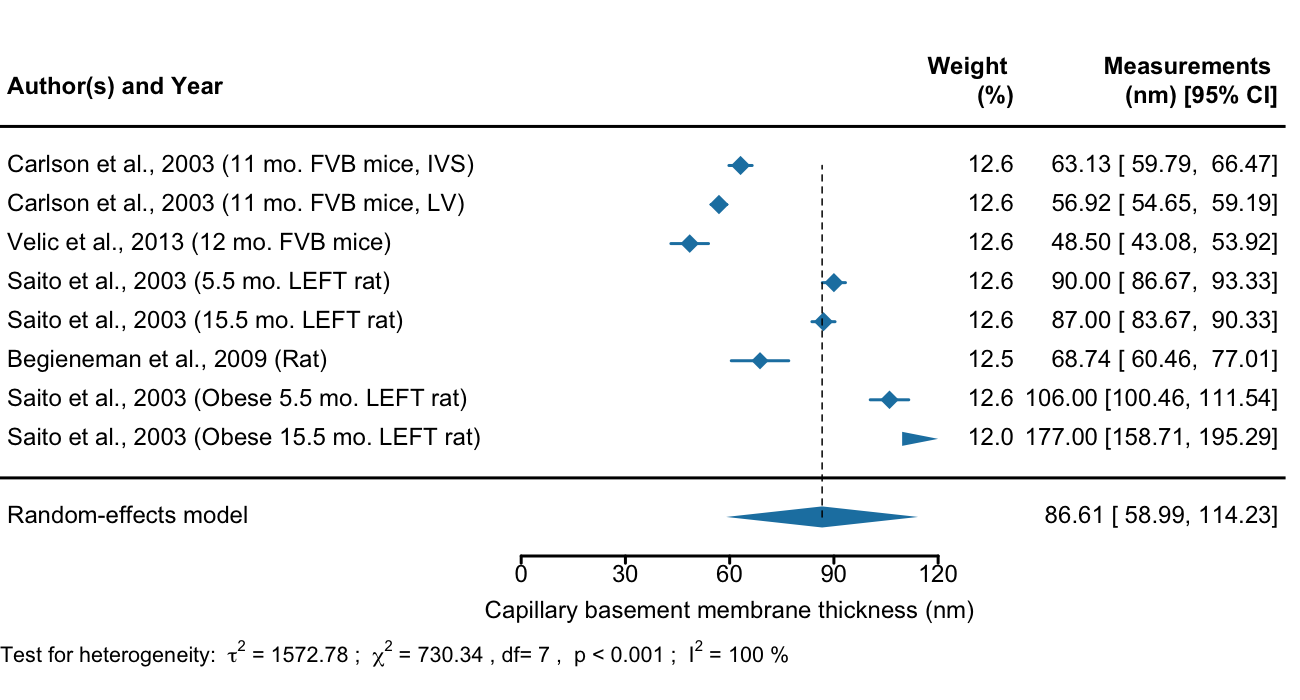 Weight Measurements
Author(s) and Year
(%) (nm) [95% CI]
Carlson et al., 2003 (11 mo. FVB mice, IVS) 12.6 63.13 [ 59.79, 66.47]
Carlson et al., 2003 (11 mo. FVB mice, LV) 12.6 56.92 [ 54.65, 59.19]
Velic et al., 2013 (12 mo. FVB mice) 12.6 48.50 [ 43.08, 53.92]
Saito et al., 2003 (5.5 mo. LEFT rat) 12.6 90.00 [ 86.67, 93.33]
Saito et al., 2003 (15.5 mo. LEFT rat) 12.6 87.00 [ 83.67, 90.33]
Begieneman et al., 2009 (Rat) 12.5 68.74 [ 60.46, 77.01]
Saito et al., 2003 (Obese 5.5 mo. LEFT rat) 12.6 106.00 [100.46, 111.54]
Saito et al., 2003 (Obese 15.5 mo. LEFT rat) 12.0 177.00 [158.71, 195.29]
Random-effects model 86.61 [ 58.99, 114.23]
0 30 60 90 120
Capillary basement membrane thickness (nm)
Test for heterogeneity: τ² = 1572.78 ; χ² = 730.34 , df= 7 , p < 0.001 ; I² = 100 %